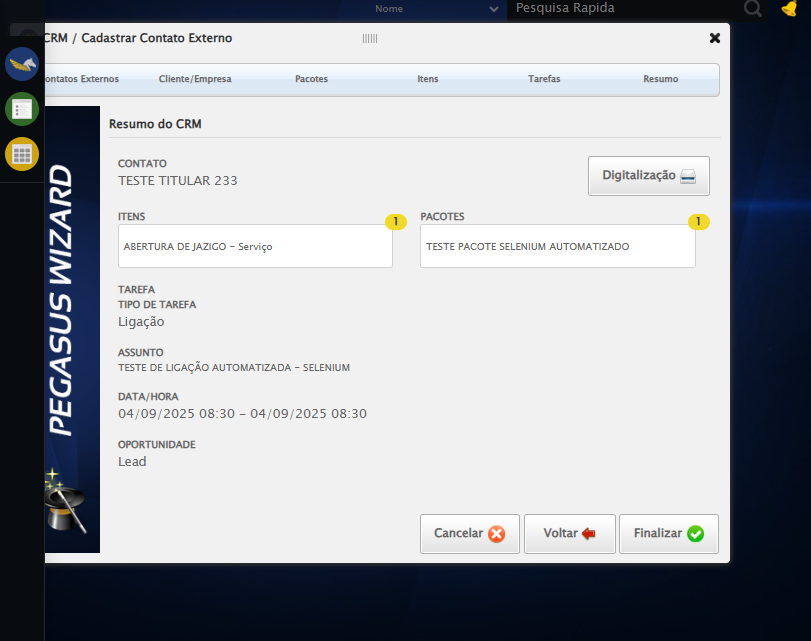 Nome
Pesquisa Rapida
CRM / Cadastrar Contato Externo
ontatos Externos
Cliente/Empresa
Pacotes
Itens
Tarefas
Resumo
PEGASUS WIZARD
Resumo do CRM
CONTATO
TESTE TITULAR 233
Digitalização
ITENS
1
ABERTURA DE JAZIGO - Serviço
PACOTES
1
TESTE PACOTE SELENIUM AUTOMATIZADO
TAREFA
TIPO DE TAREFA
Ligação
ASSUNTO
TESTE DE LIGAÇÃO AUTOMATIZADA - SELENIUM
DATA/HORA
04/09/2025 08:30 - 04/09/2025 08:30
OPORTUNIDADE
Lead
Cancelar
Voltar
Finalizar